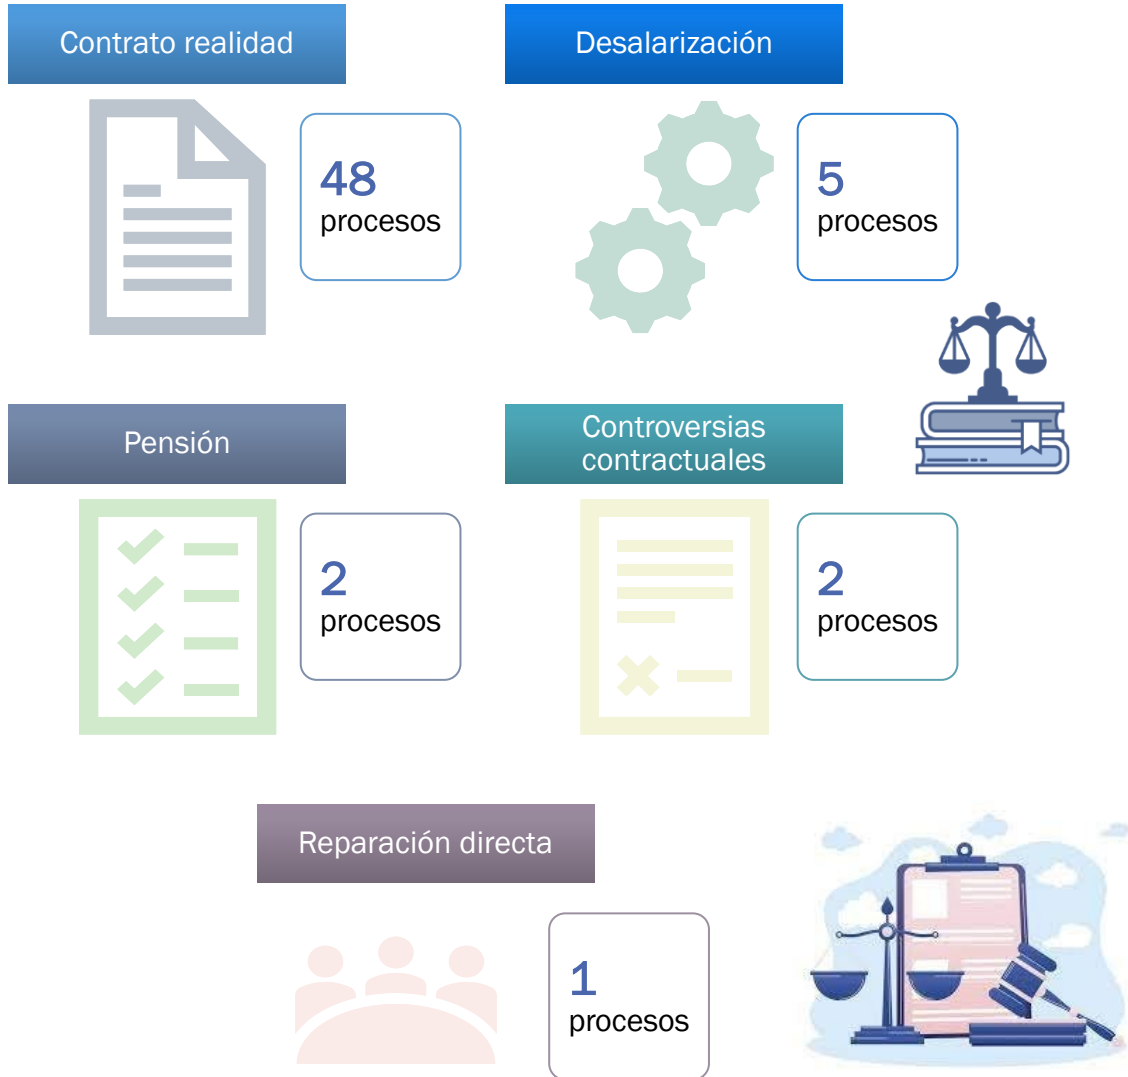 Contrato realidad
48
procesos
Desalarización
5
procesos
Pensión
2
procesos
Controversias
contractuales
2
procesos
Reparación directa
1
procesos